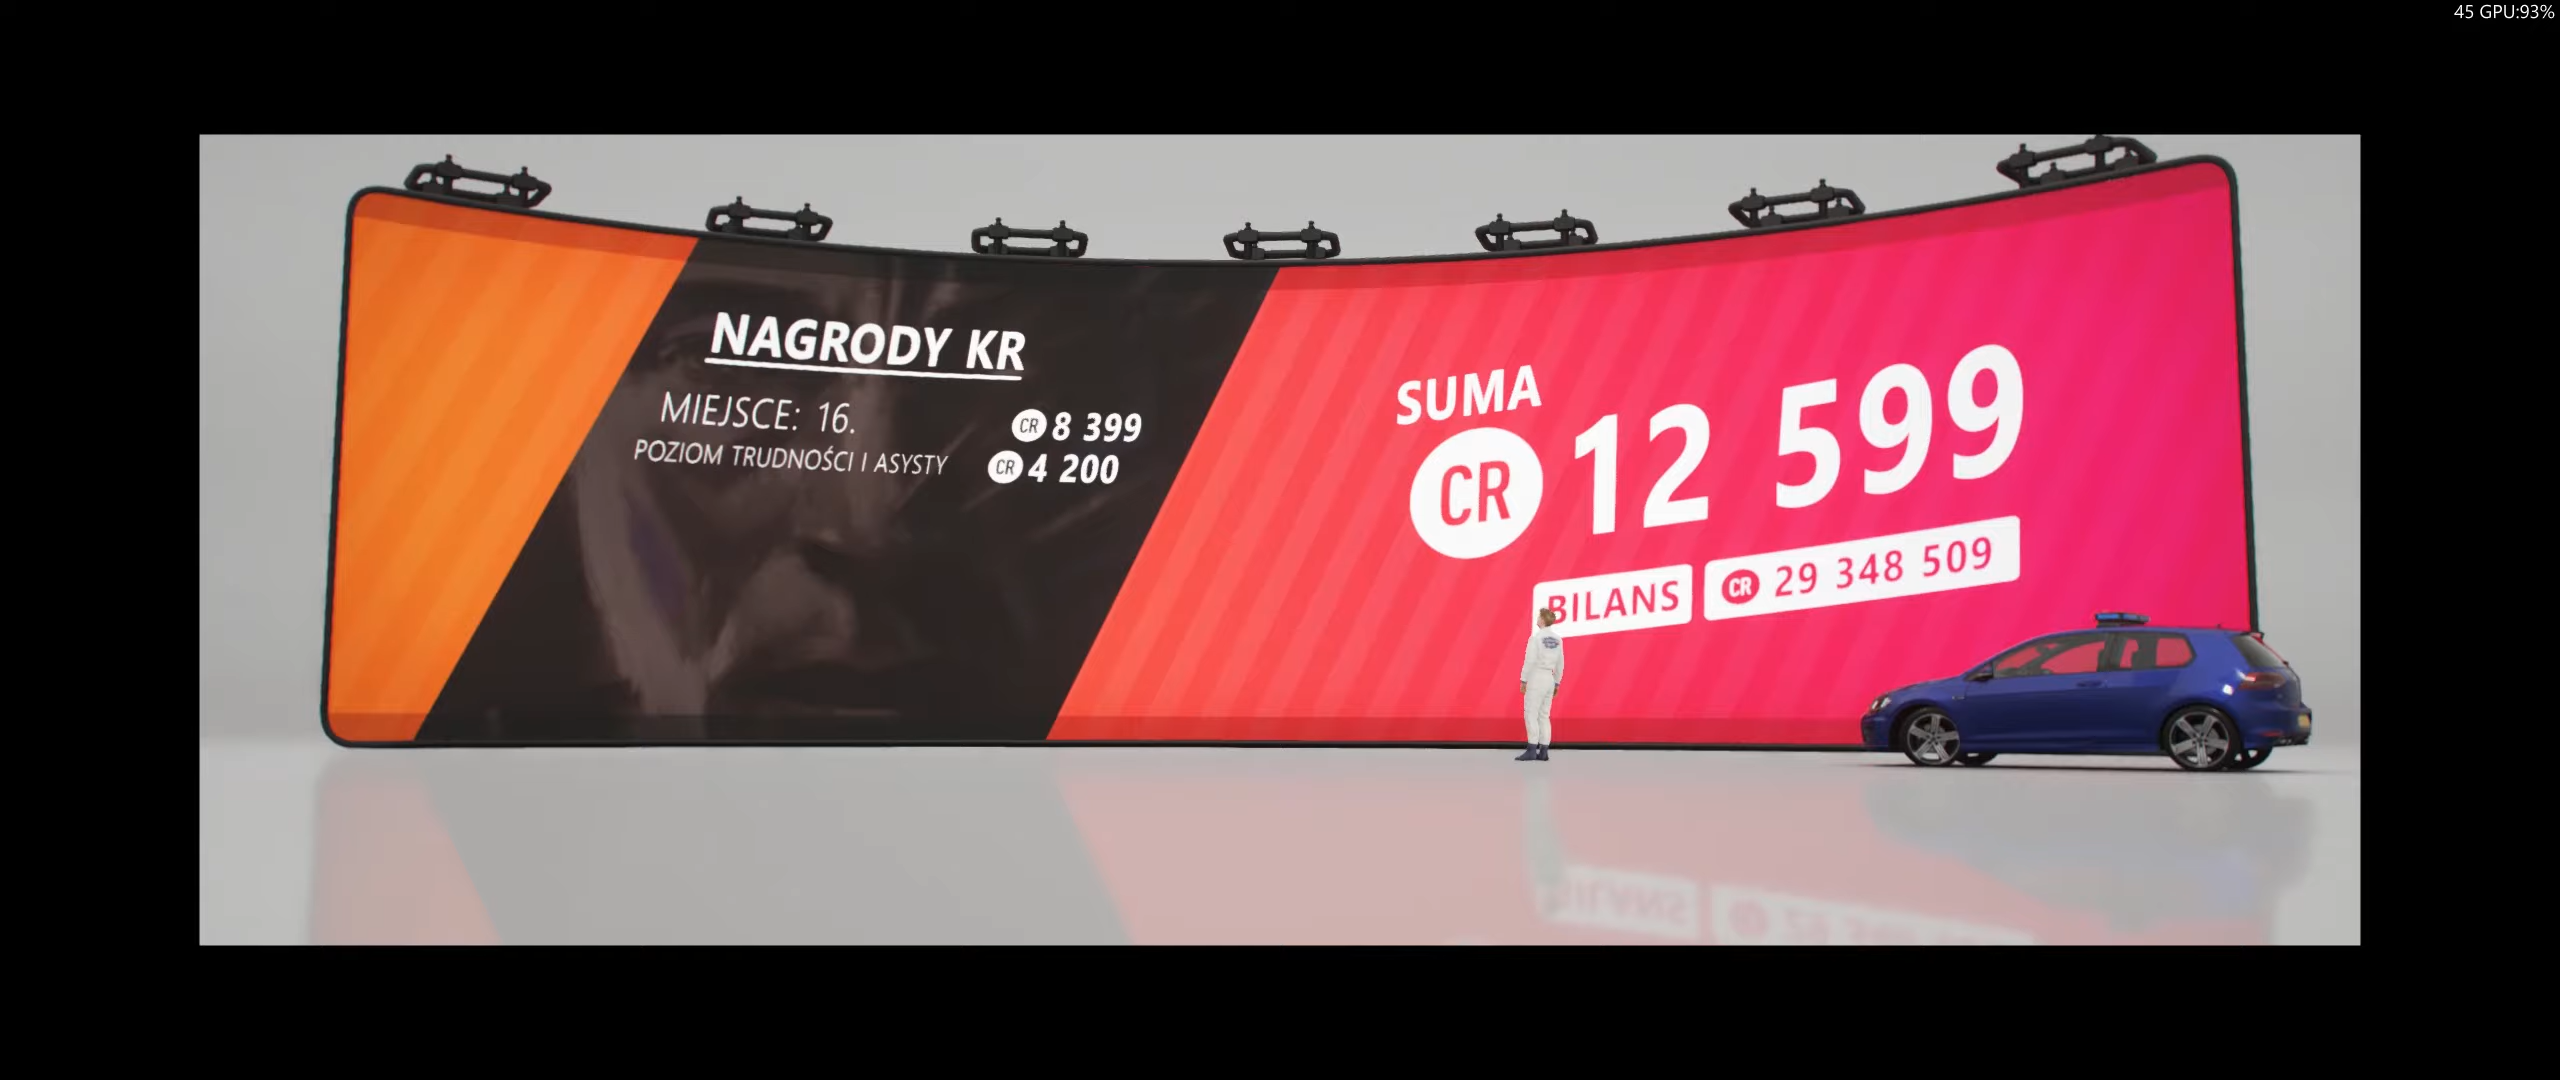 45 GPU:93%
NAGRODY KR
MIEJSCE: 16. CR 8 399
POZIOM TRUDNOŚCI I ASYSTY CR 4 200
SUMA
CR 12 599
BILANS CR 29 348 509